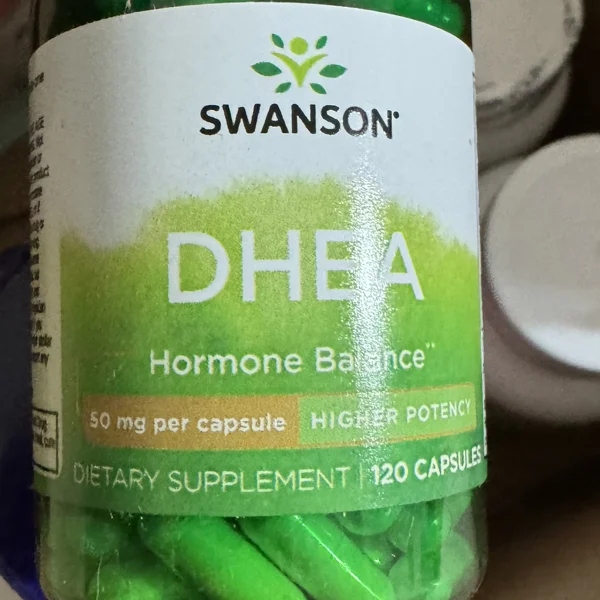 SWANSON
DHEA
Hormone Balance**
50 mg per capsule HIGHER POTENCY
DIETARY SUPPLEMENT | 120 CAPSULES